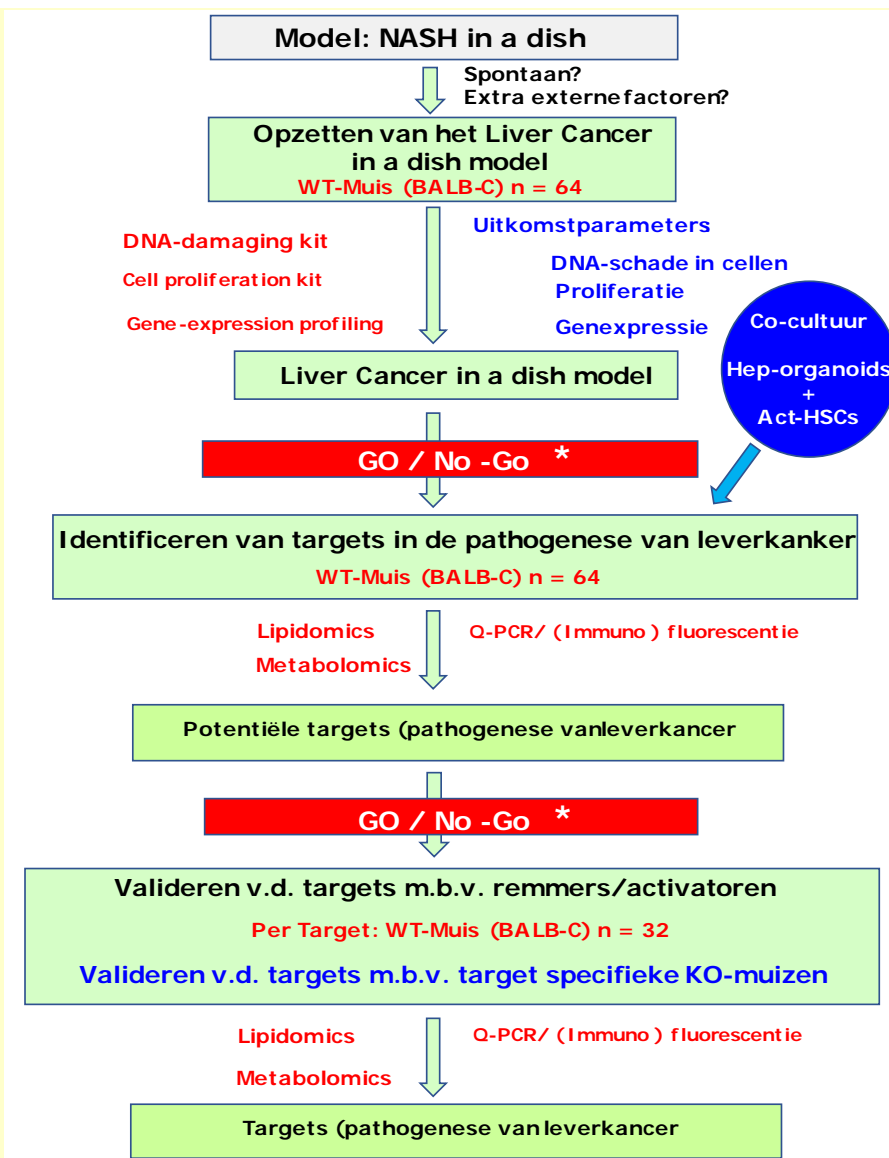 Model: NASH in a dish
Spontaan?
Extra externefactoren?
Opzetten van het Liver Cancer
in a dish model
WT-Muis (BALB-C) n = 64
DNA-damaging kit
Cell proliferation kit
Gene-expression profiling
Uitkomstparameters
DNA-schade in cellen
Proliferatie
Genexpressie
Co-cultuur
Hep-organoids
+
Act-HSCs
Liver Cancer in a dish model
GO / No -Go *
Identificeren van targets in de pathogenese van leverkanker
WT-Muis (BALB-C) n = 64
Lipidomics
Metabolomics
Q-PCR/ (Immuno) fluorescentie
Potentiële targets (pathogenese vanleverkancer
GO / No -Go *
Valideren v.d. targets m.b.v. remmers/activatoren
Per Target: WT-Muis (BALB-C) n = 32
Valideren v.d. targets m.b.v. target specifieke KO-muizen
Lipidomics
Metabolomics
Q-PCR/ (Immuno) fluorescentie
Targets (pathogenese van leverkancer